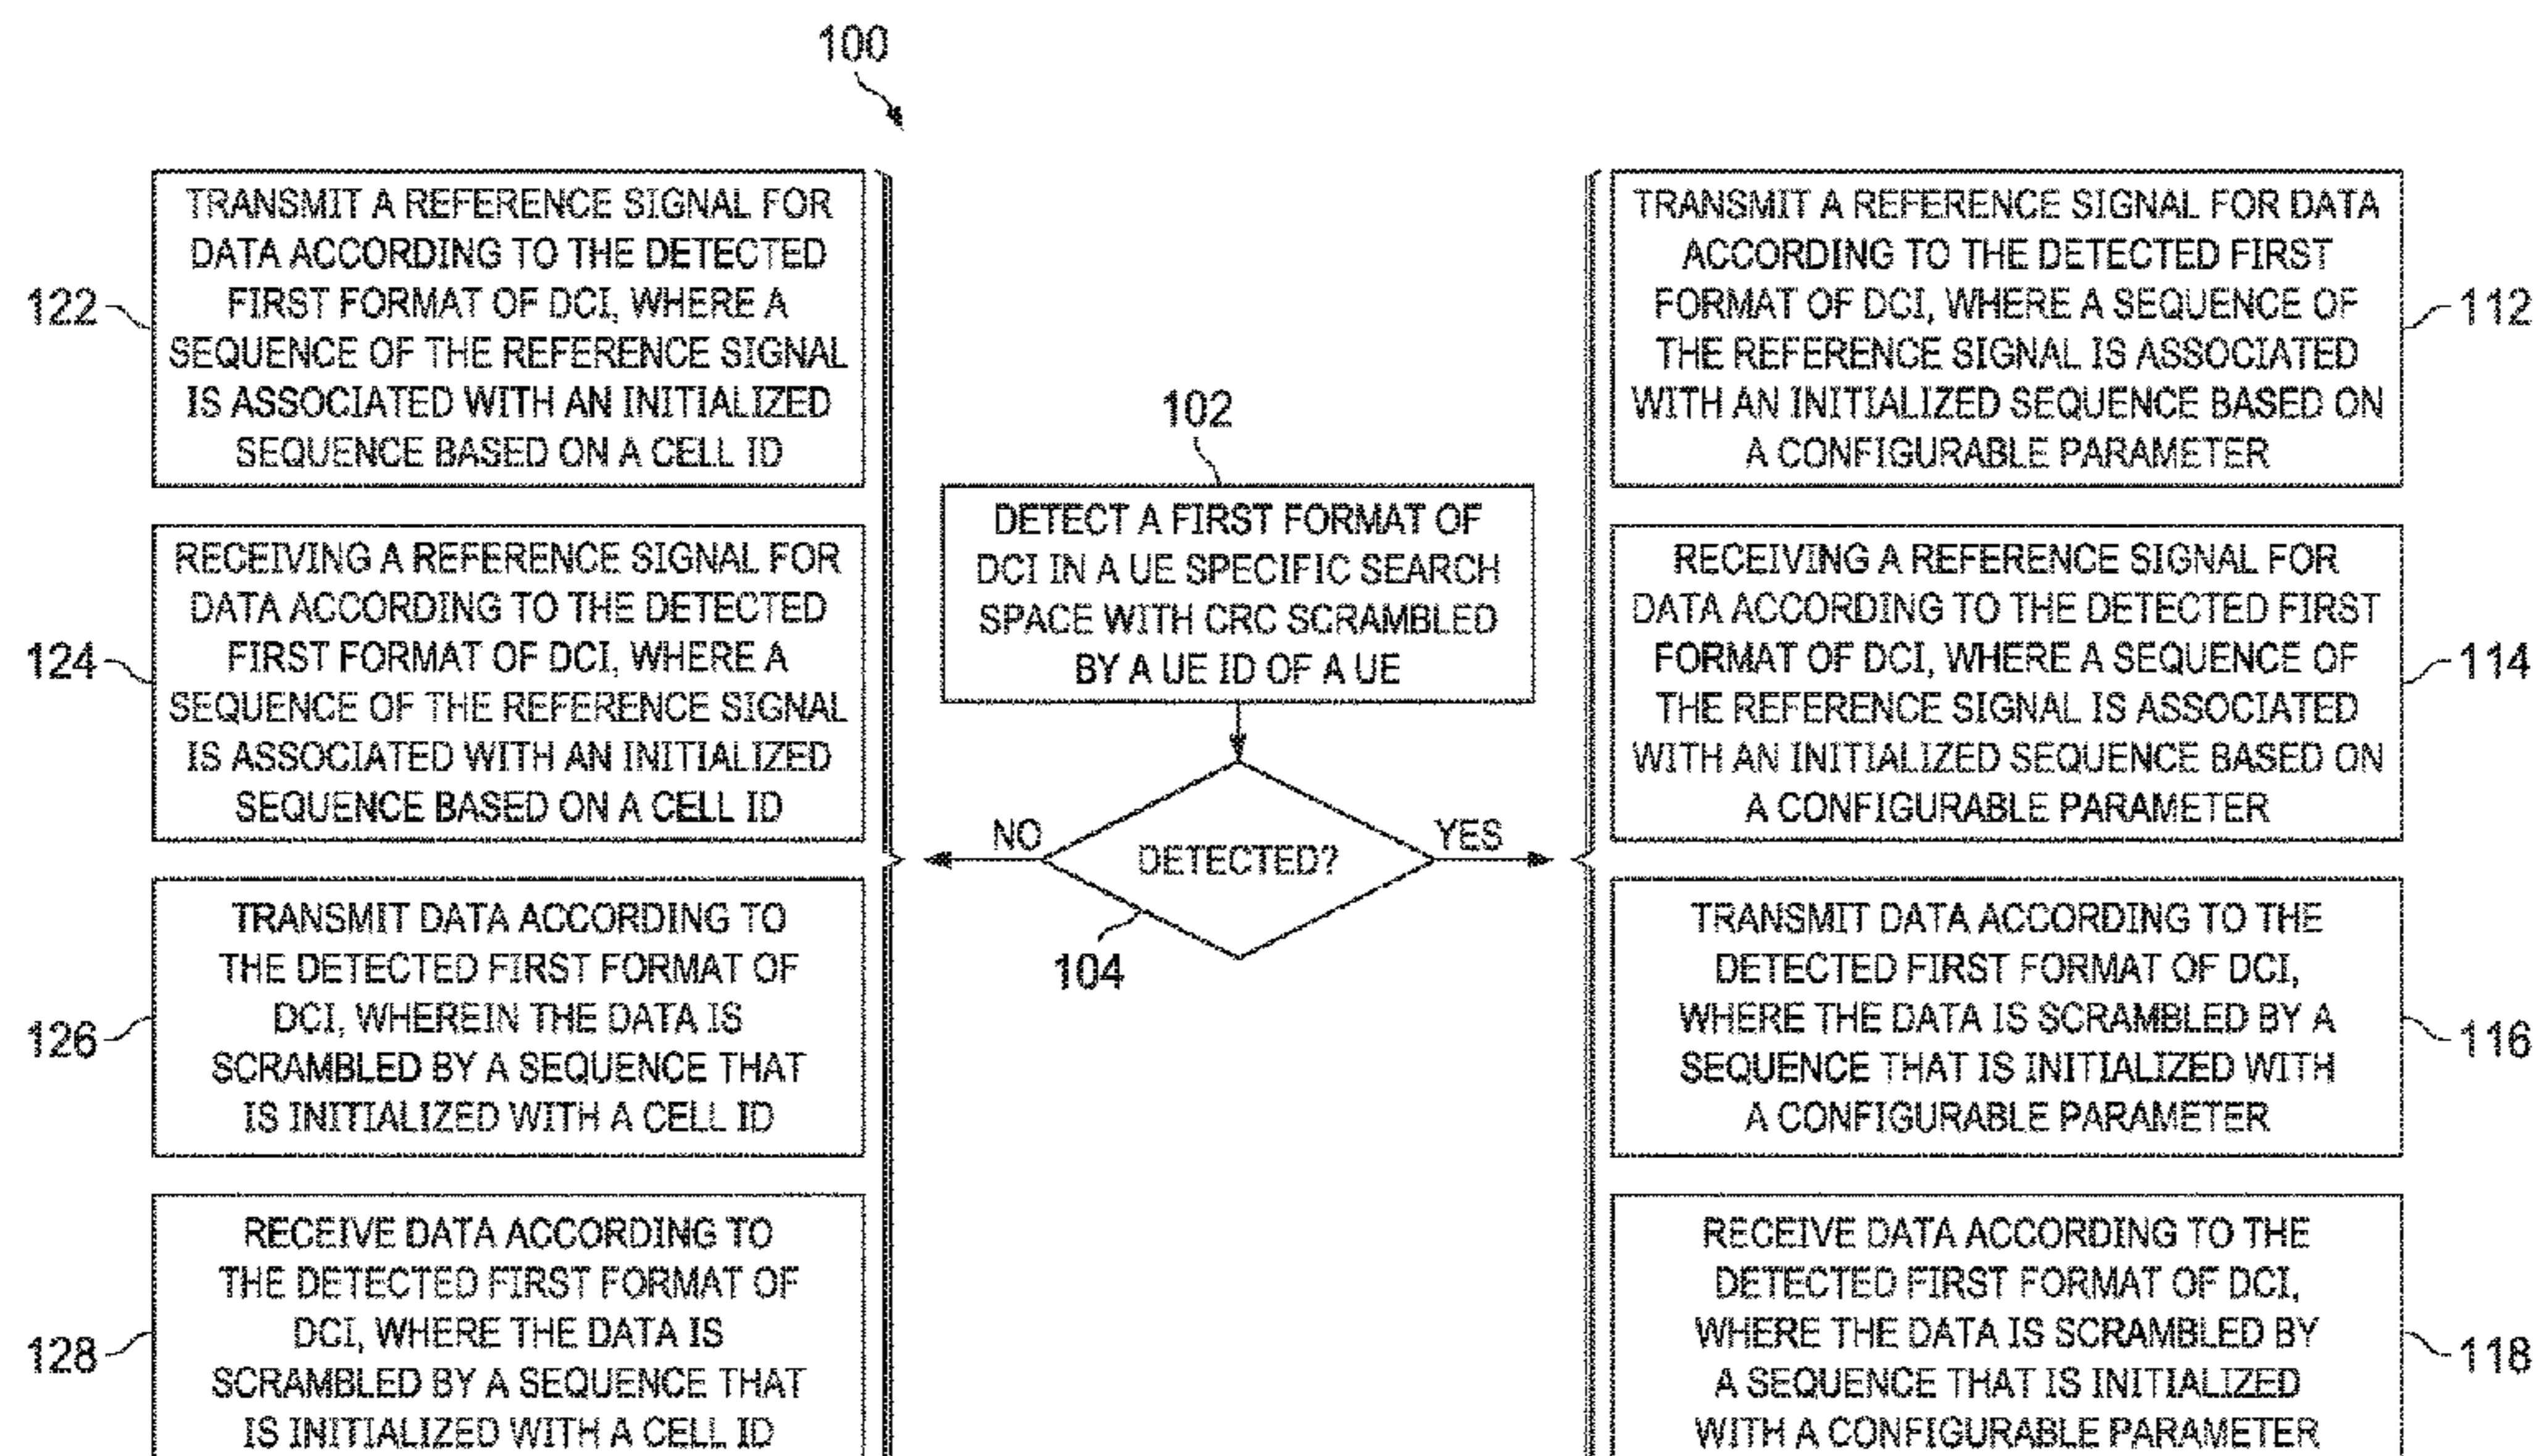 100
122
TRANSMIT A REFERENCE SIGNAL FOR
DATA ACCORDING TO THE DETECTED
FIRST FORMAT OF DCI, WHERE A
SEQUENCE OF THE REFERENCE SIGNAL
IS ASSOCIATED WITH AN INITIALIZED
SEQUENCE BASED ON A CELL ID
124
RECEIVING A REFERENCE SIGNAL FOR
DATA ACCORDING TO THE DETECTED
FIRST FORMAT OF DCI, WHERE A
SEQUENCE OF THE REFERENCE SIGNAL
IS ASSOCIATED WITH AN INITIALIZED
SEQUENCE BASED ON A CELL ID
126
TRANSMIT DATA ACCORDING TO
THE DETECTED FIRST FORMAT OF
DCI, WHEREIN THE DATA IS
SCRAMBLED BY A SEQUENCE THAT
IS INITIALIZED WITH A CELL ID
128
RECEIVE DATA ACCORDING TO
THE DETECTED FIRST FORMAT OF
DCI, WHERE THE DATA IS
SCRAMBLED BY A SEQUENCE THAT
IS INITIALIZED WITH A CELL ID
102
DETECT A FIRST FORMAT OF
DCI IN A UE SPECIFIC SEARCH
SPACE WITH CRC SCRAMBLED
BY A UE ID OF A UE
NO
DETECTED?
YES
104
TRANSMIT A REFERENCE SIGNAL FOR DATA
ACCORDING TO THE DETECTED FIRST
FORMAT OF DCI, WHERE A SEQUENCE OF
THE REFERENCE SIGNAL IS ASSOCIATED
WITH AN INITIALIZED SEQUENCE BASED ON
A CONFIGURABLE PARAMETER
112
RECEIVING A REFERENCE SIGNAL FOR
DATA ACCORDING TO THE DETECTED FIRST
FORMAT OF DCI, WHERE A SEQUENCE OF
THE REFERENCE SIGNAL IS ASSOCIATED
WITH AN INITIALIZED SEQUENCE BASED ON
A CONFIGURABLE PARAMETER
114
TRANSMIT DATA ACCORDING TO THE
DETECTED FIRST FORMAT OF DCI,
WHERE THE DATA IS SCRAMBLED BY A
SEQUENCE THAT IS INITIALIZED WITH
A CONFIGURABLE PARAMETER
116
RECEIVE DATA ACCORDING TO THE
DETECTED FIRST FORMAT OF DCI,
WHERE THE DATA IS SCRAMBLED BY
A SEQUENCE THAT IS INITIALIZED
WITH A CONFIGURABLE PARAMETER
118